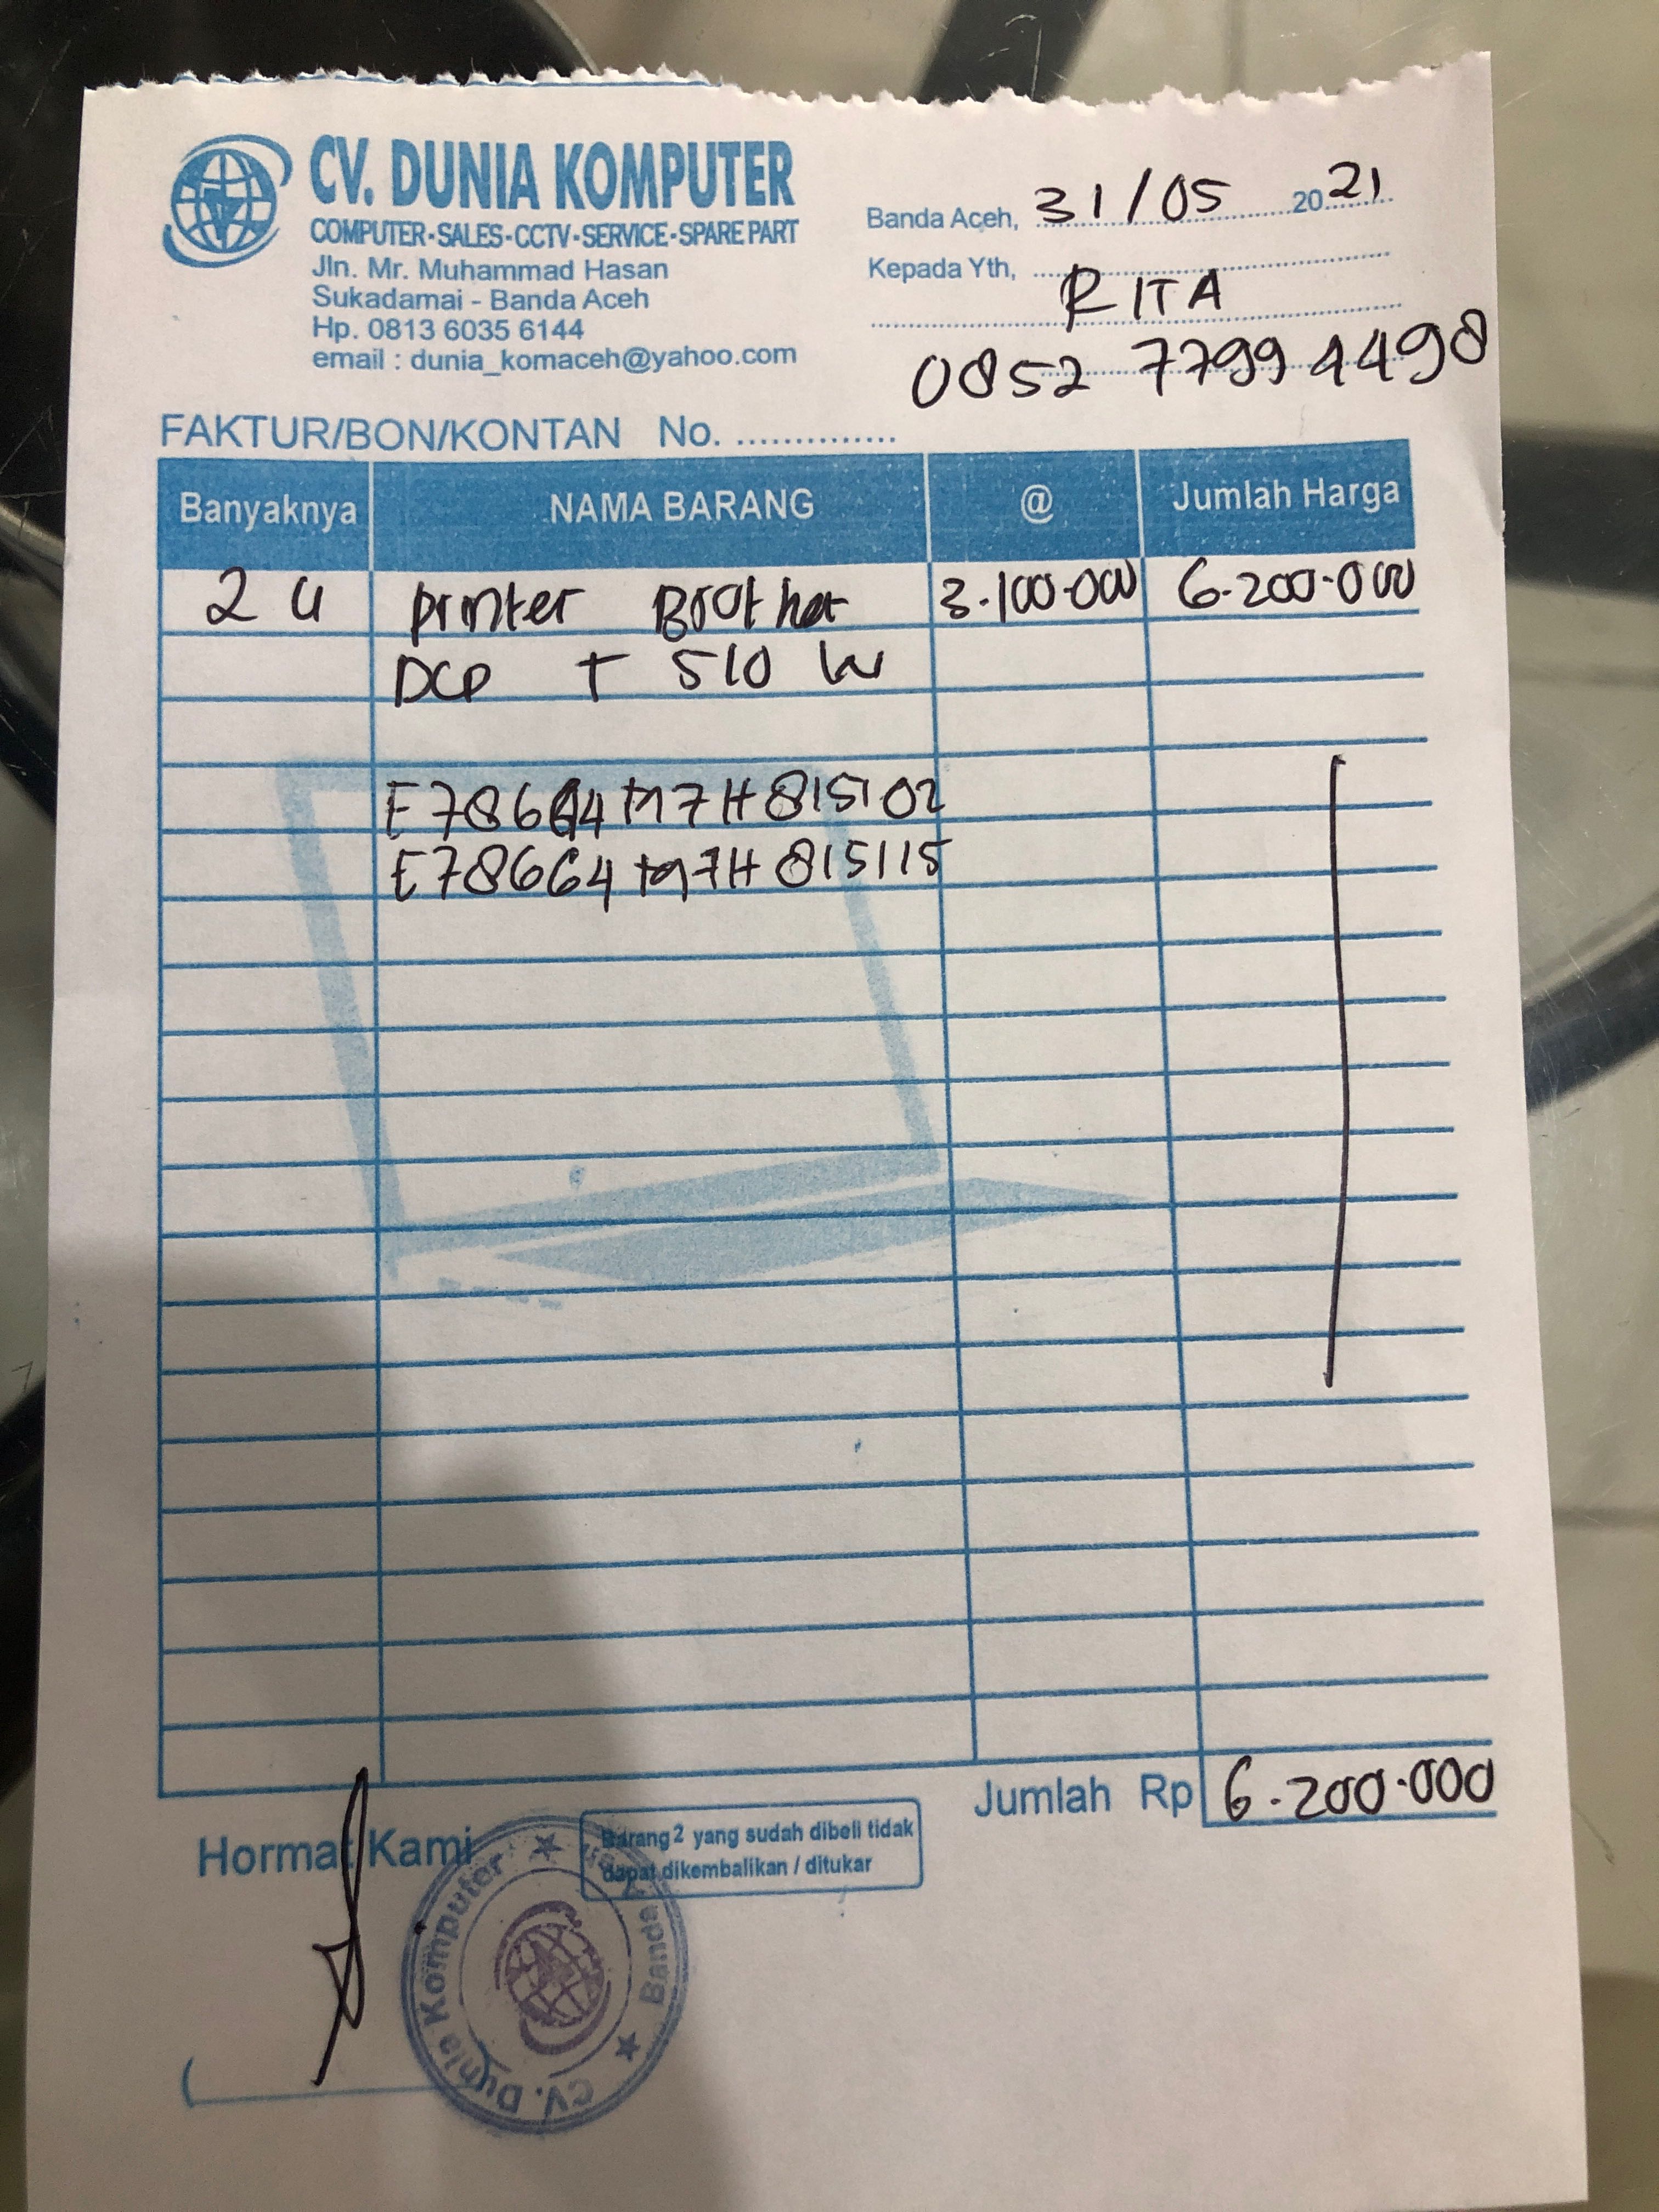 CV. DUNIA KOMPUTER
COMPUTER-SALES-CCTV-SERVICE-SPARE PART
Jln. Mr. Muhammad Hasan
Sukadamai - Banda Aceh
Hp. 0813 6035 6144
email : dunia_komaceh@yahoo.com
Banda Aceh, 31/05 2021
Kepada Yth,
RITA
0852 7799 4498
FAKTUR/BON/KONTAN No.
Banyaknya NAMA BARANG @ Jumlah Harga
2 u printer Brother 3.100.000 6.200.000
DCP T 510 W
E78664M7H815102
E78664M7H815115
Jumlah Rp 6.200.000
Hormat Kami
Barang2 yang sudah dibeli tidak
dapat dikembalikan / ditukar
CV. Dunia Komputer
Banda